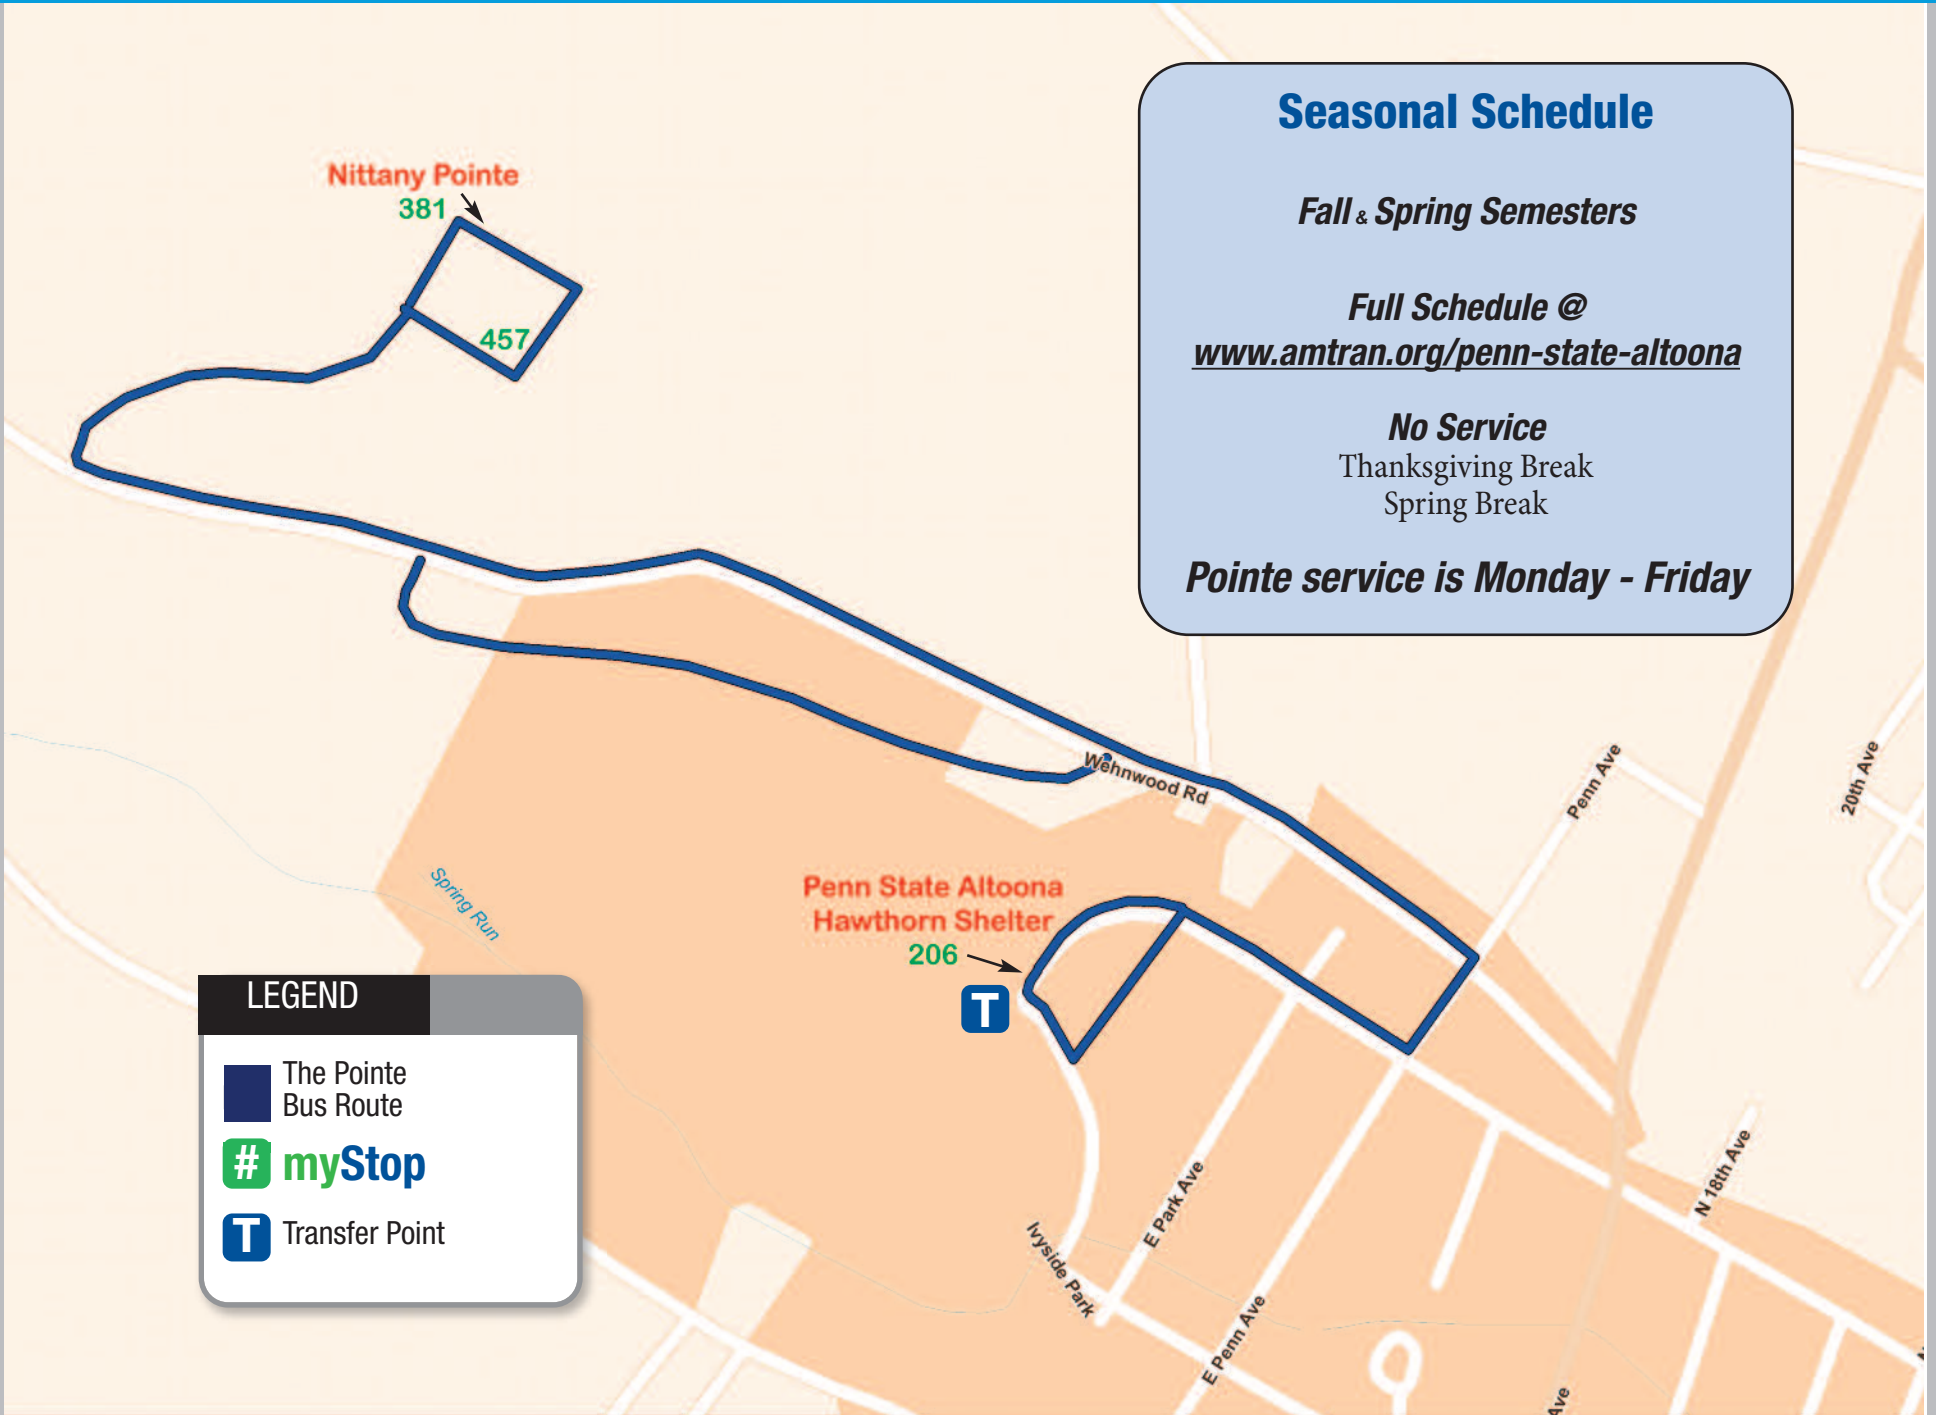 Seasonal Schedule
Fall & Spring Semesters
Full Schedule @
www.amtran.org/penn-state-altoona
No Service
Thanksgiving Break
Spring Break
Pointe service is Monday - Friday
Nittany Pointe
381
457
Wehnwood Rd
Penn Ave
20th Ave
Penn State Altoona
Hawthorn Shelter
206
T
Spring Run
LEGEND
The Pointe
Bus Route
# myStop
T Transfer Point
E Park Ave
N 18th Ave
Ivyside Park
E Penn Ave
Ave